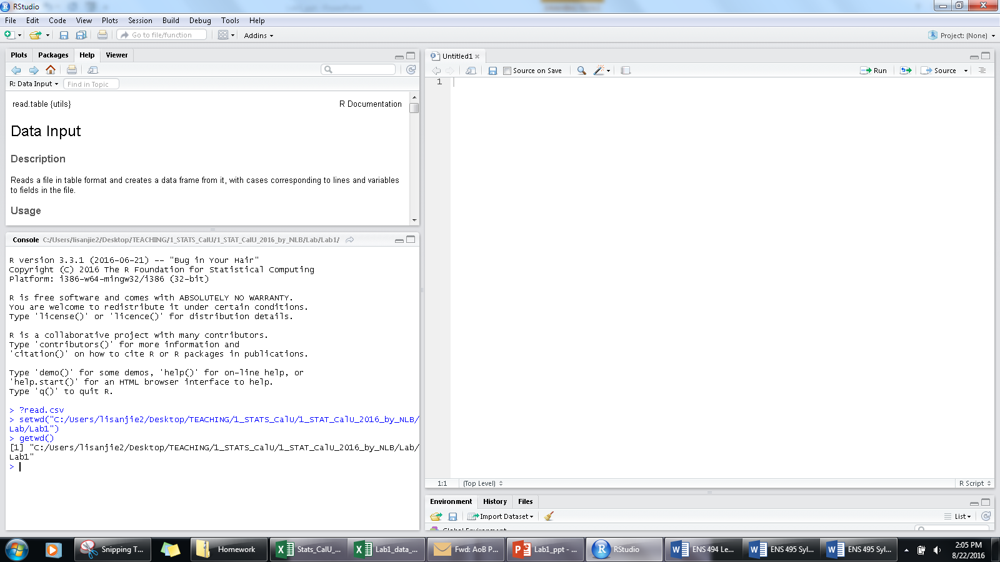 RStudio
File Edit Code View Plots Session Build Debug Tools Help
Go to file/function Addins Project: (None)
Plots Packages Help Viewer
R: Data Input Find in Topic
read.table {utils} R Documentation
Data Input
Description
Reads a file in table format and creates a data frame from it, with cases corresponding to lines and variables
to fields in the file.
Usage
Console C:/Users/lisanjie2/Desktop/TEACHING/1_STATS_CalU/1_STAT_CalU_2016_by_NLB/Lab/Lab1/
R version 3.3.1 (2016-06-21) -- "Bug in Your Hair"
Copyright (C) 2016 The R Foundation for Statistical Computing
Platform: i386-w64-mingw32/i386 (32-bit)
R is free software and comes with ABSOLUTELY NO WARRANTY.
You are welcome to redistribute it under certain conditions.
Type 'license()' or 'licence()' for distribution details.
R is a collaborative project with many contributors.
Type 'contributors()' for more information and
'citation()' on how to cite R or R packages in publications.
Type 'demo()' for some demos, 'help()' for on-line help, or
'help.start()' for an HTML browser interface to help.
Type 'q()' to quit R.
> ?read.csv
> setwd("C:/Users/lisanjie2/Desktop/TEACHING/1_STATS_CalU/1_STAT_CalU_2016_by_NLB/
Lab/Lab1")
> getwd()
[1] "C:/Users/lisanjie2/Desktop/TEACHING/1_STATS_CalU/1_STAT_CalU_2016_by_NLB/Lab/
Lab1"
>
Untitled1
Source on Save Run Source
1
1:1 (Top Level) R Script
Environment History Files
Import Dataset List
Global Environment
Snipping T... Homework Stats_CalU_... Lab1_data_... Fwd: AoB P... Lab1_ppt - ... RStudio ENS 494 Le... ENS 495 Syl... ENS 495 Syl...
2:05 PM
8/22/2016